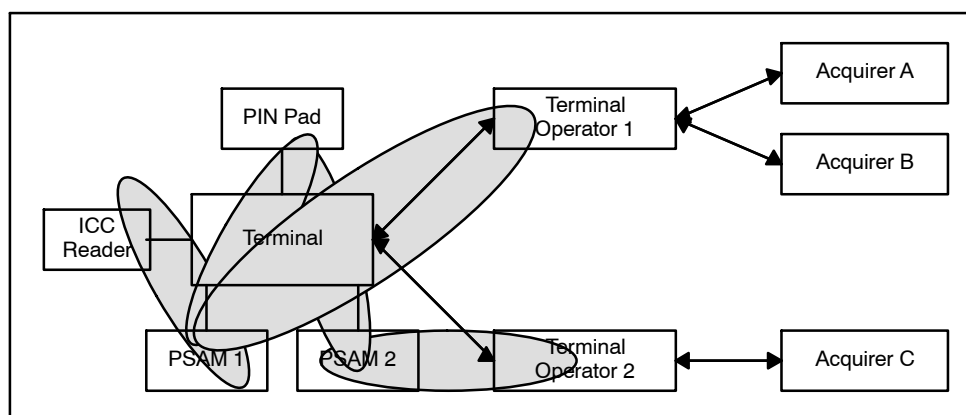 Acquirer A
PIN Pad
Terminal
Operator 1
Acquirer B
ICC
Reader
Terminal
PSAM 1
PSAM 2
Terminal
Operator 2
Acquirer C